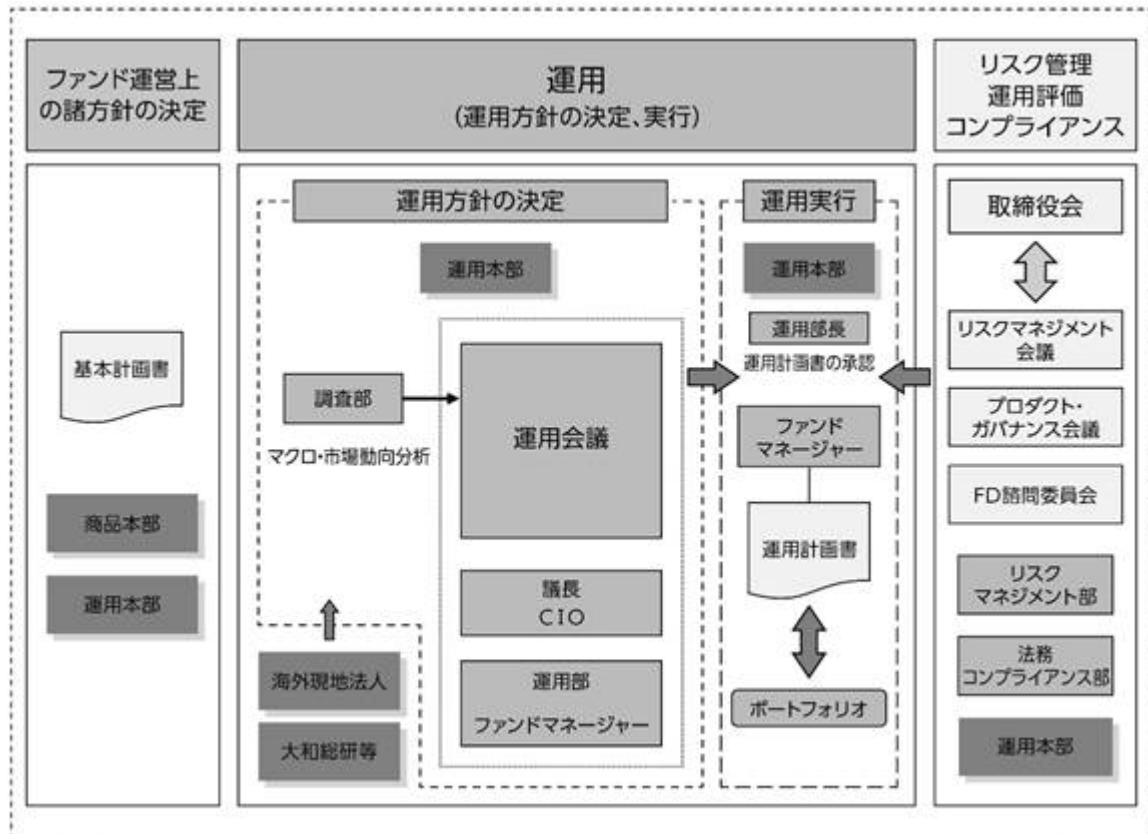 ファンド運営上
の諸方針の決定
運用
(運用方針の決定、実行)
リスク管理
運用評価
コンプライアンス
基本計画書
商品本部
運用本部
運用方針の決定
運用本部
調査部
マクロ・市場動向分析
運用会議
議長
CIO
運用部
ファンドマネージャー
海外現地法人
大和総研等
運用実行
運用本部
運用部長
運用計画書の承認
ファンド
マネージャー
運用計画書
ポートフォリオ
取締役会
リスクマネジメント
会議
プロダクト・
ガバナンス会議
FD諮問委員会
リスク
マネジメント部
法務
コンプライアンス部
運用本部